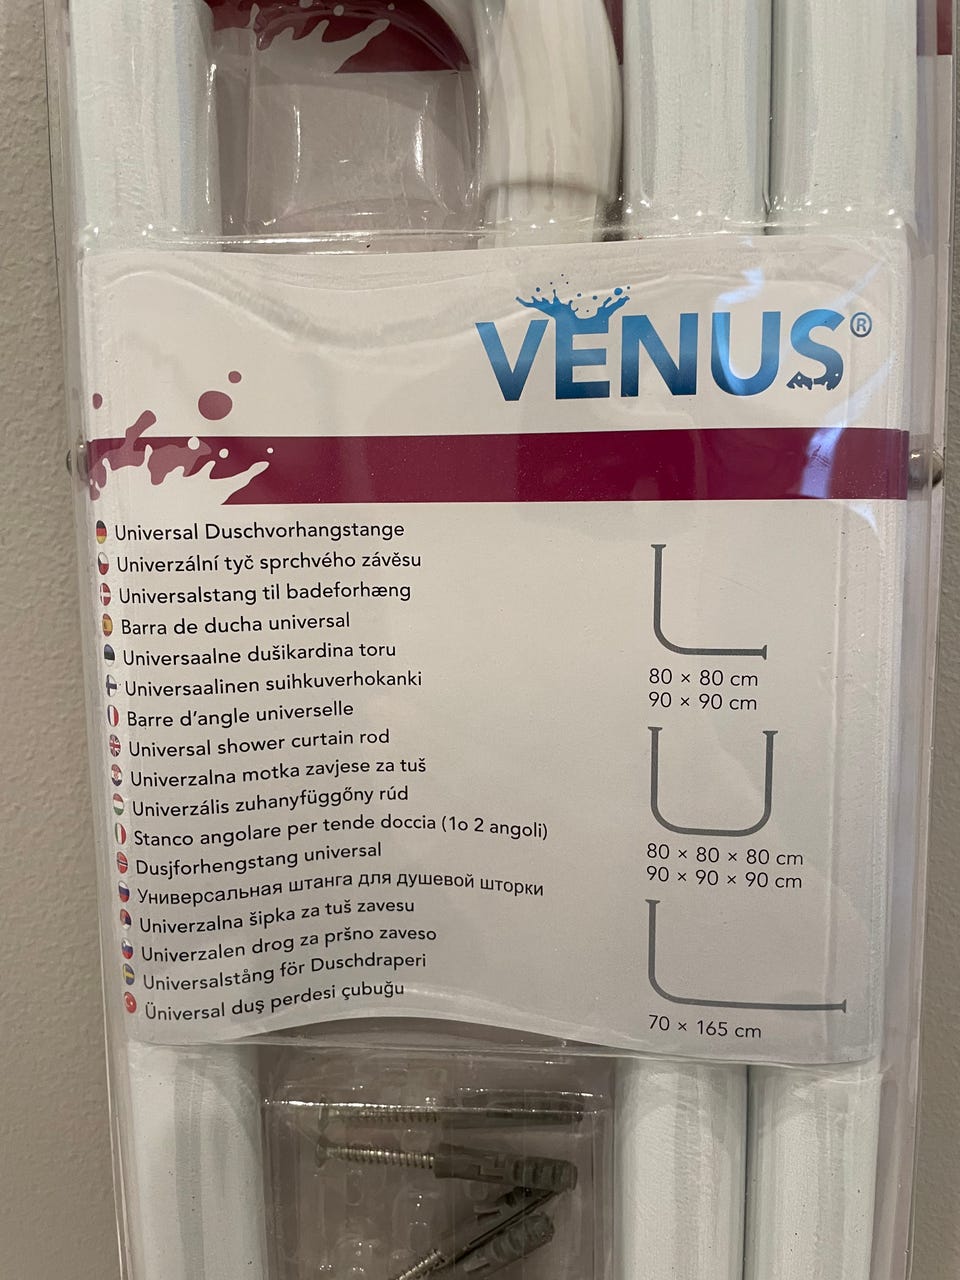 VENUS®
Universal Duschvorhangstange
Univerzální tyč sprchvého závěsu
Universalstang til badeforhæng
Barra de ducha universal
Universaalne dušikardina toru
Universaalinen suihkuverhokanki
Barre d'angle universelle
Universal shower curtain rod
Univerzalna motka zavjese za tuš
Univerzális zuhanyfüggőny rúd
Stanco angolare per tende doccia (1o 2 angoli)
Dusjforhengstang universal
Универсальная штанга для душевой шторки
Univerzalna šipka za tuš zavesu
Univerzalen drog za pršno zaveso
Universalstång för Duschdraperi
Üniversal duş perdesi çubuğu
80 × 80 cm
90 × 90 cm
80 × 80 × 80 cm
90 × 90 × 90 cm
70 × 165 cm